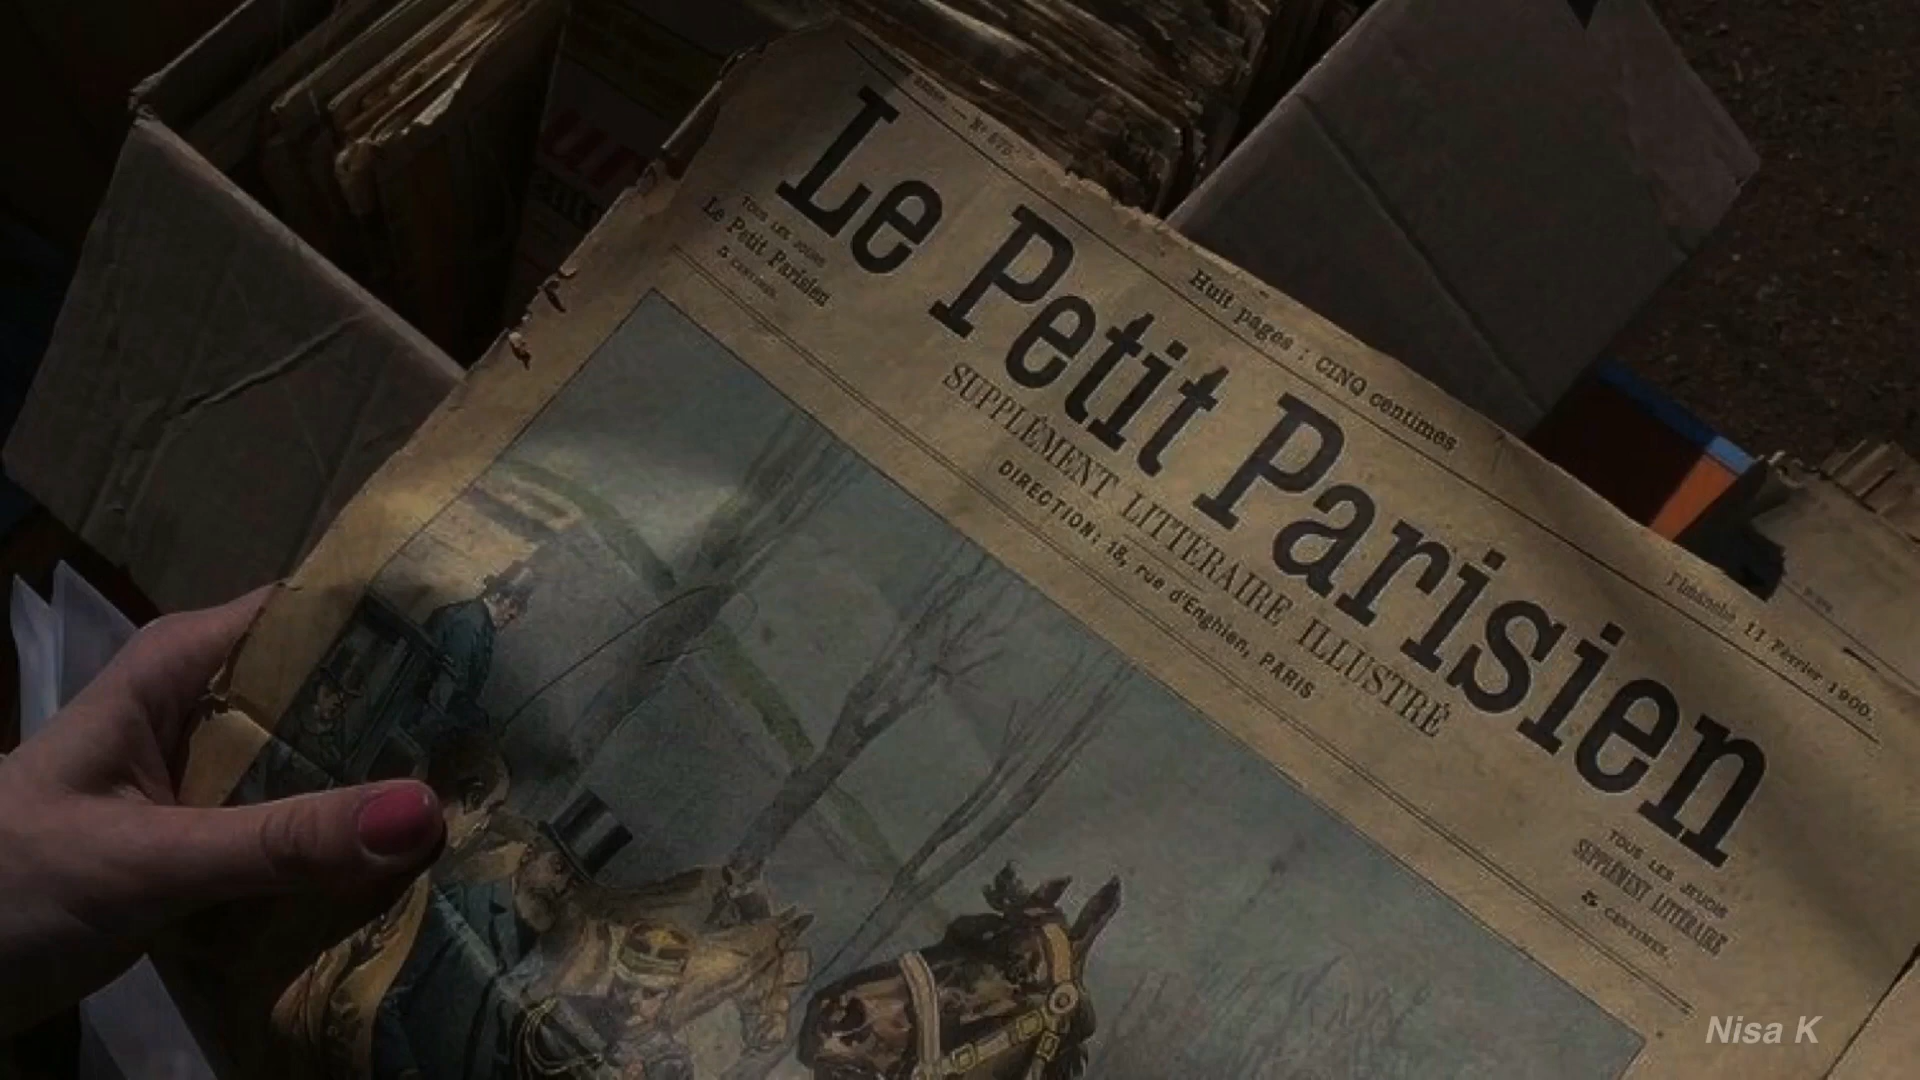 Huit pages : CINQ centimes
Dimanche 11 Février 1900.
Le Petit Parisien
TOUS LES JOURS
Le Petit Parisien
5 CENTIMES.
SUPPLÉMENT LITTÉRAIRE ILLUSTRÉ
DIRECTION: 18, rue d'Enghien, PARIS
TOUS LES JEUDIS
SUPPLÉMENT LITTÉRAIRE
5 CENTIMES.
Nisa K